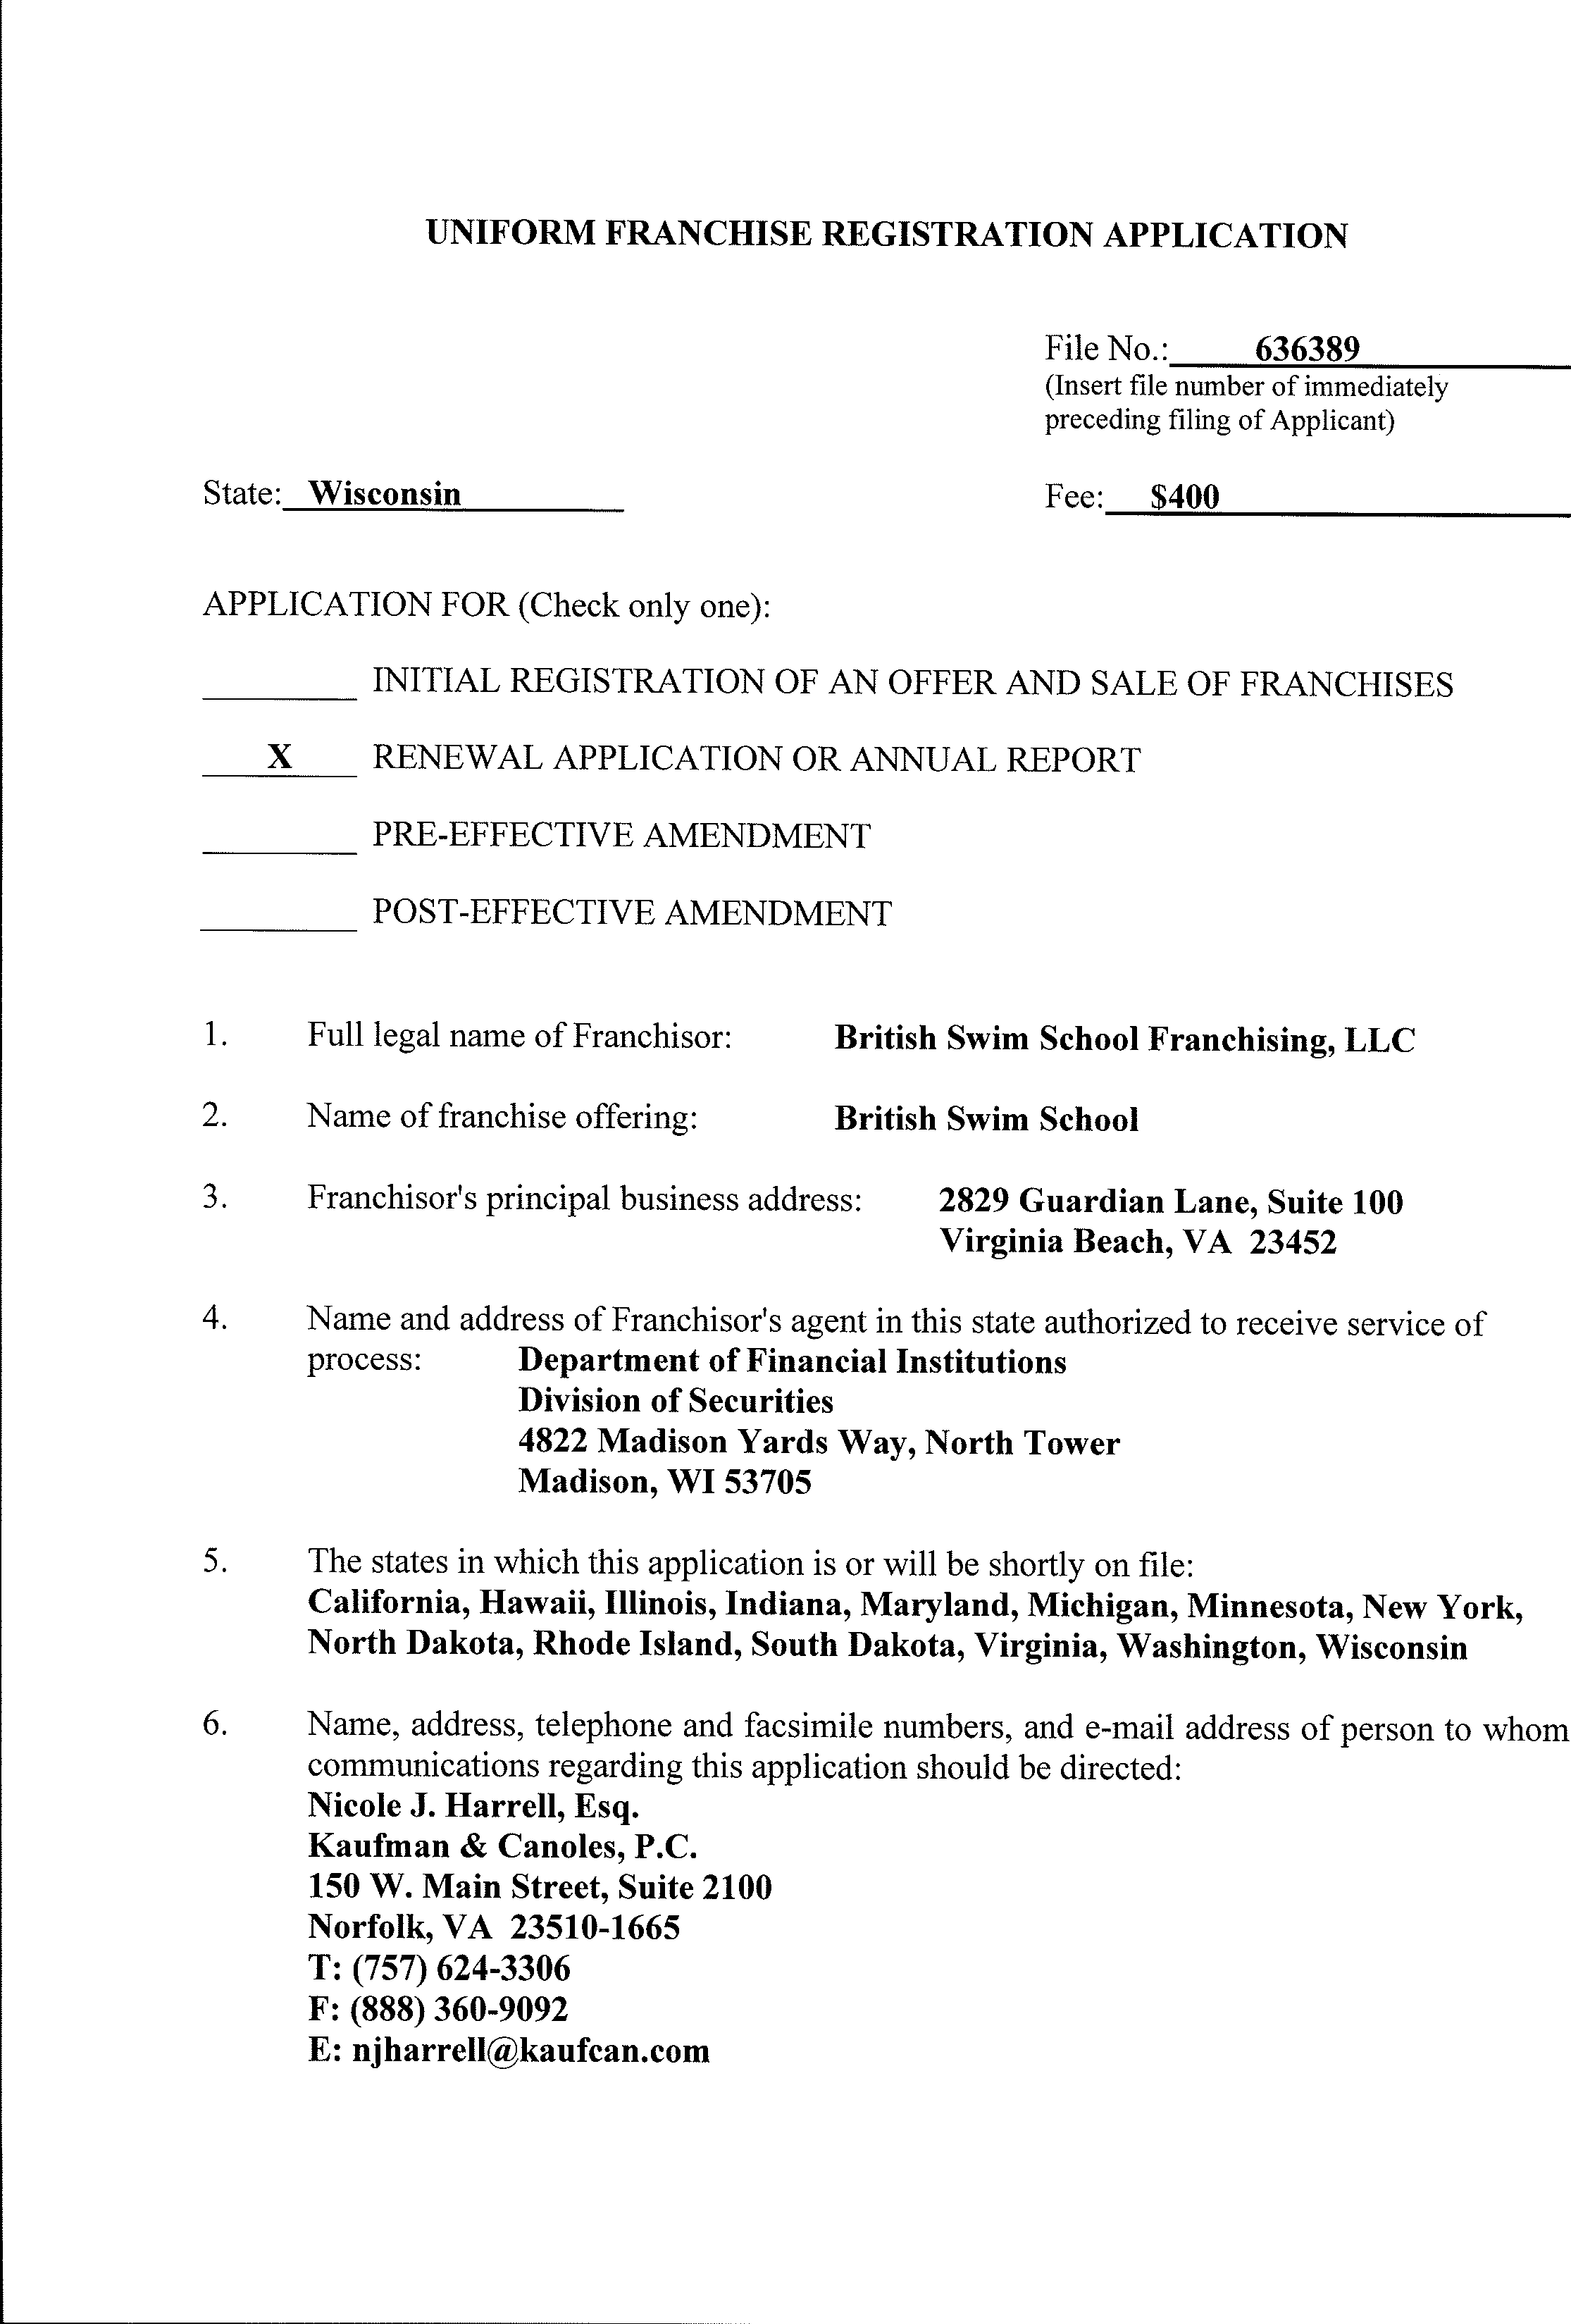 UNIFORM FRANCHISE REGISTRATION APPLICATION
File No.: 636389
(Insert file number of immediately
preceding filing of Applicant)
State: Wisconsin
Fee: $400
APPLICATION FOR (Check only one):
INITIAL REGISTRATION OF AN OFFER AND SALE OF FRANCHISES
X RENEWAL APPLICATION OR ANNUAL REPORT
PRE-EFFECTIVE AMENDMENT
POST-EFFECTIVE AMENDMENT
1. Full legal name of Franchisor: British Swim School Franchising, LLC
2. Name of franchise offering: British Swim School
3. Franchisor's principal business address: 2829 Guardian Lane, Suite 100
Virginia Beach, VA 23452
4. Name and address of Franchisor's agent in this state authorized to receive service of
process: Department of Financial Institutions
Division of Securities
4822 Madison Yards Way, North Tower
Madison, WI 53705
5. The states in which this application is or will be shortly on file:
California, Hawaii, Illinois, Indiana, Maryland, Michigan, Minnesota, New York,
North Dakota, Rhode Island, South Dakota, Virginia, Washington, Wisconsin
6. Name, address, telephone and facsimile numbers, and e-mail address of person to whom
communications regarding this application should be directed:
Nicole J. Harrell, Esq.
Kaufman & Canoles, P.C.
150 W. Main Street, Suite 2100
Norfolk, VA 23510-1665
T: (757) 624-3306
F: (888) 360-9092
E: njharrell@kaufcan.com